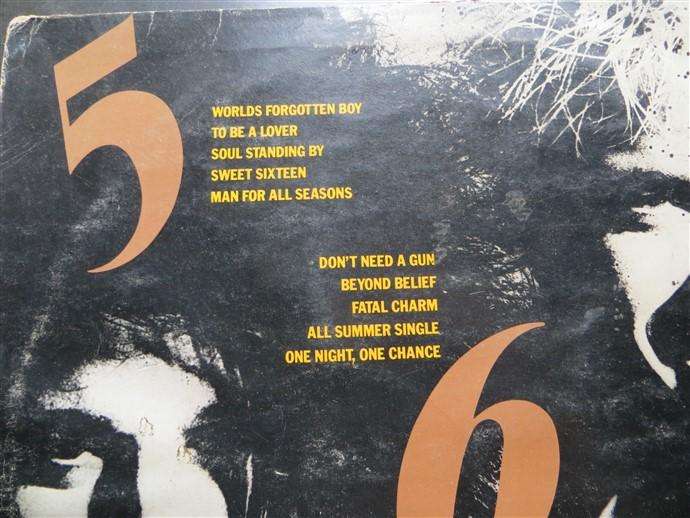 5
WORLDS FORGOTTEN BOY
TO BE A LOVER
SOUL STANDING BY
SWEET SIXTEEN
MAN FOR ALL SEASONS
DON'T NEED A GUN
BEYOND BELIEF
FATAL CHARM
ALL SUMMER SINGLE
ONE NIGHT, ONE CHANCE
6